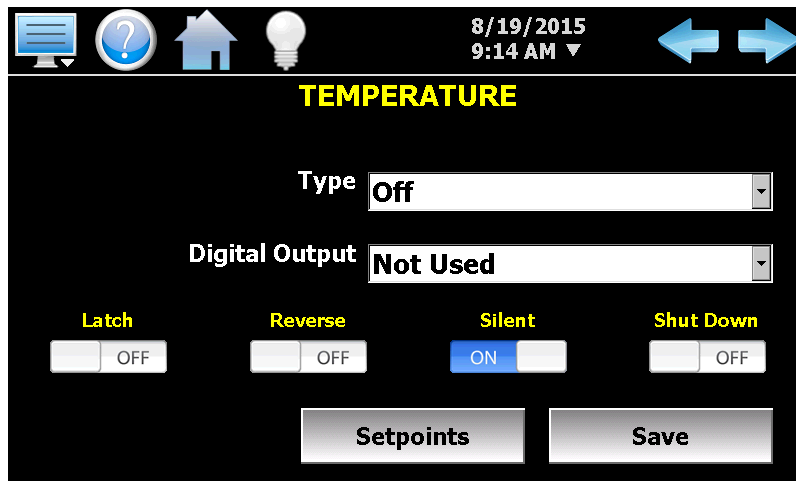 ?
8/19/2015
9:14 AM ▼
TEMPERATURE
Type
Off
Digital Output
Not Used
Latch Reverse Silent Shut Down
OFF OFF ON OFF
Setpoints Save